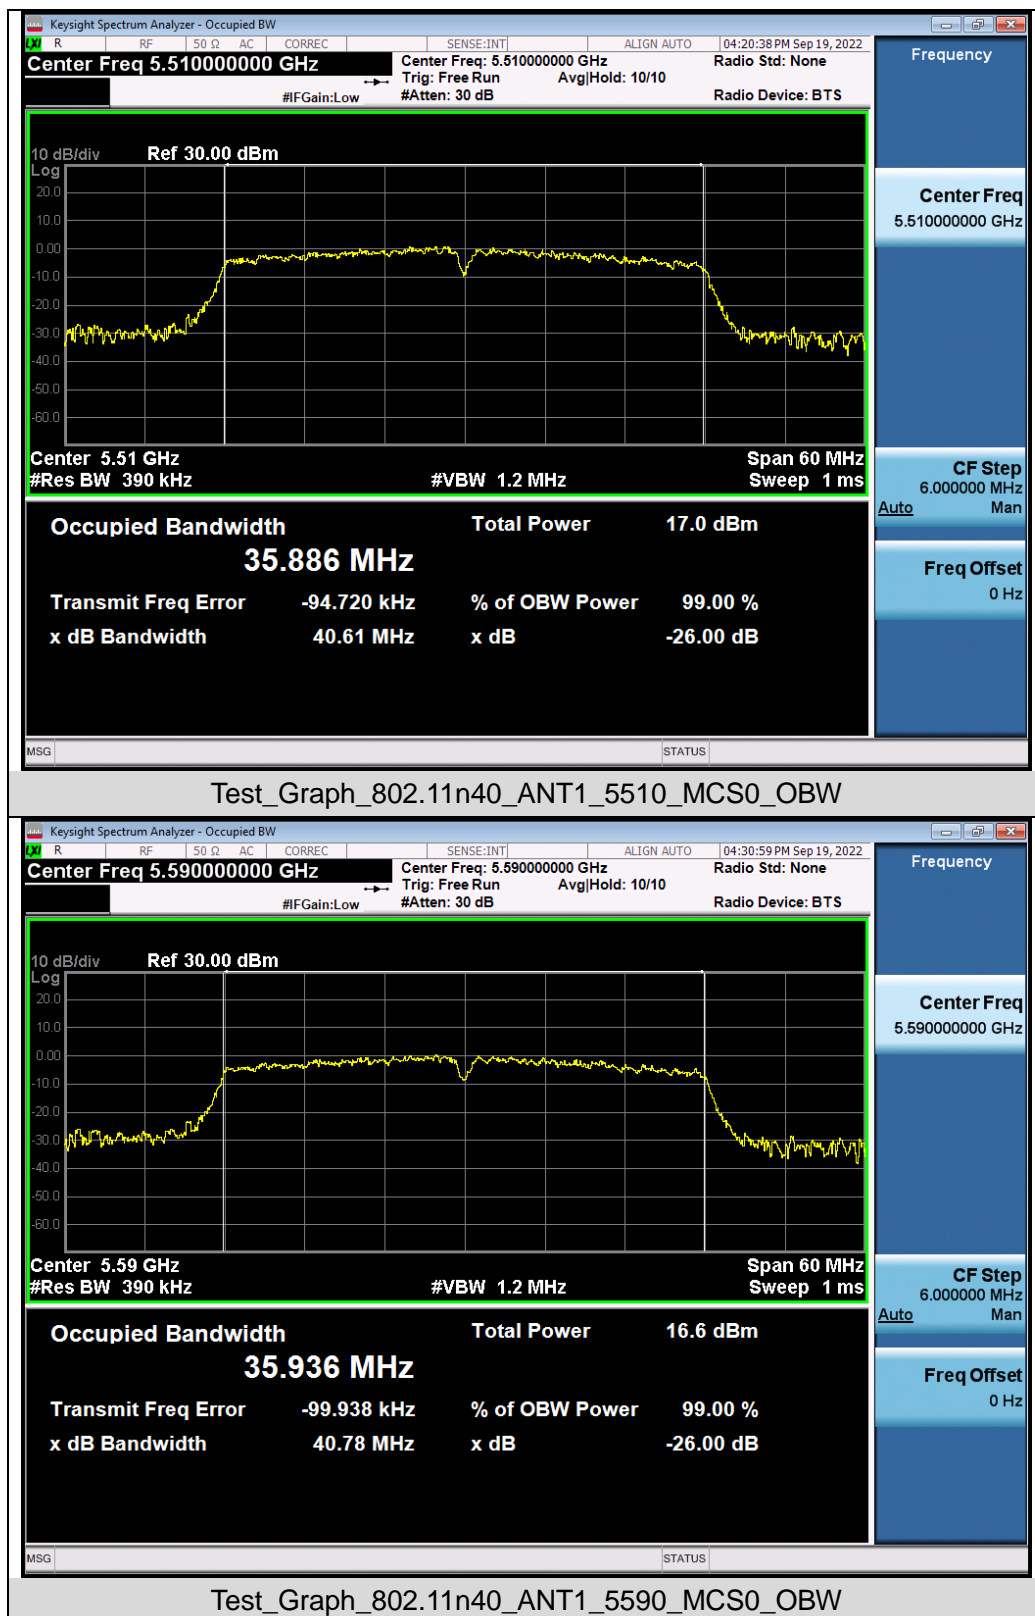 Keysight Spectrum Analyzer - Occupied BW
LXI R RF 50 Ω AC CORREC SENSE:INT ALIGN AUTO 04:20:38 PM Sep 19, 2022
Center Freq 5.510000000 GHz
Center Freq: 5.510000000 GHz Radio Std: None
Trig: Free Run Avg|Hold: 10/10
#IFGain:Low #Atten: 30 dB Radio Device: BTS
Frequency
10 dB/div Ref 30.00 dBm
Log
20.0
10.0
0.00
-10.0
-20.0
-30.0
-40.0
-50.0
-60.0
Center 5.51 GHz Span 60 MHz
#Res BW 390 kHz #VBW 1.2 MHz Sweep 1 ms
Center Freq
5.510000000 GHz
CF Step
6.000000 MHz
Auto Man
Freq Offset
0 Hz
Occupied Bandwidth Total Power 17.0 dBm
35.886 MHz
Transmit Freq Error -94.720 kHz % of OBW Power 99.00 %
x dB Bandwidth 40.61 MHz x dB -26.00 dB
MSG STATUS
Test_Graph_802.11n40_ANT1_5510_MCS0_OBW
Keysight Spectrum Analyzer - Occupied BW
LXI R RF 50 Ω AC CORREC SENSE:INT ALIGN AUTO 04:30:59 PM Sep 19, 2022
Center Freq 5.590000000 GHz
Center Freq: 5.590000000 GHz Radio Std: None
Trig: Free Run Avg|Hold: 10/10
#IFGain:Low #Atten: 30 dB Radio Device: BTS
Frequency
10 dB/div Ref 30.00 dBm
Log
20.0
10.0
0.00
-10.0
-20.0
-30.0
-40.0
-50.0
-60.0
Center 5.59 GHz Span 60 MHz
#Res BW 390 kHz #VBW 1.2 MHz Sweep 1 ms
Center Freq
5.590000000 GHz
CF Step
6.000000 MHz
Auto Man
Freq Offset
0 Hz
Occupied Bandwidth Total Power 16.6 dBm
35.936 MHz
Transmit Freq Error -99.938 kHz % of OBW Power 99.00 %
x dB Bandwidth 40.78 MHz x dB -26.00 dB
MSG STATUS
Test_Graph_802.11n40_ANT1_5590_MCS0_OBW